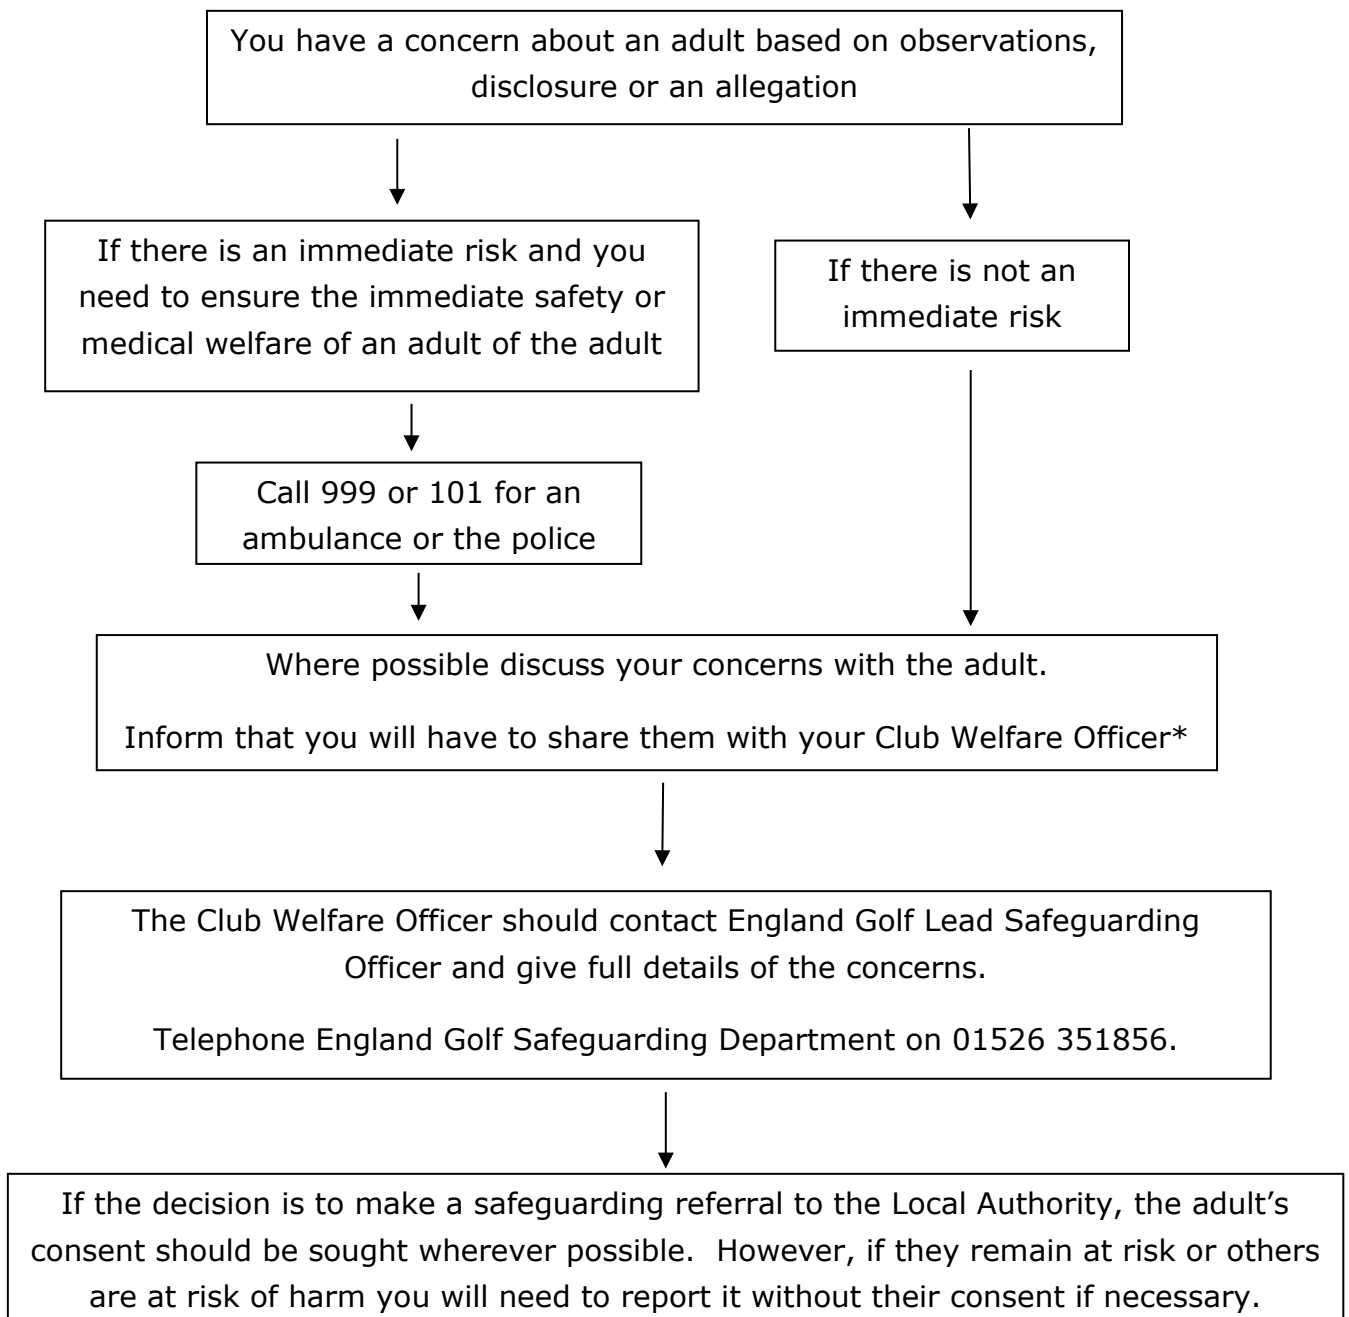 You have a concern about an adult based on observations,
disclosure or an allegation
If there is an immediate risk and you
need to ensure the immediate safety or
medical welfare of an adult of the adult
If there is not an
immediate risk
Call 999 or 101 for an
ambulance or the police
Where possible discuss your concerns with the adult.
Inform that you will have to share them with your Club Welfare Officer*
The Club Welfare Officer should contact England Golf Lead Safeguarding
Officer and give full details of the concerns.
Telephone England Golf Safeguarding Department on 01526 351856.
If the decision is to make a safeguarding referral to the Local Authority, the adult’s
consent should be sought wherever possible.  However, if they remain at risk or others
are at risk of harm you will need to report it without their consent if necessary.